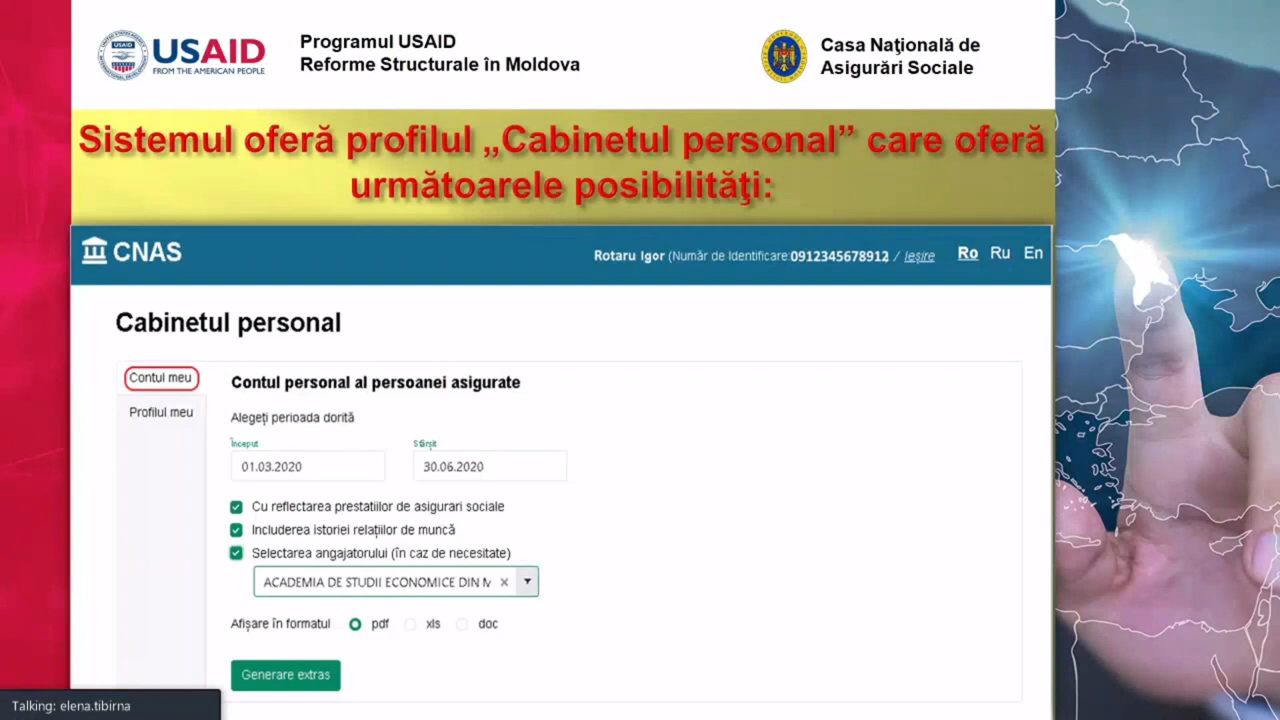 USAID
USAID
FROM THE AMERICAN PEOPLE
Programul USAID
Reforme Structurale în Moldova
Casa Naţională de
Asigurări Sociale
Sistemul oferă profilul „Cabinetul personal” care oferă
următoarele posibilităţi:
CNAS
Rotaru Igor (Număr de Identificare 0912345678912 / Ieșire
Ro Ru En
Cabinetul personal
Contul meu
Profilul meu
Contul personal al persoanei asigurate
Alegeți perioada dorită
Început
Sfârșit
01.03.2020
30.06.2020
Cu reflectarea prestatiilor de asigurari sociale
Includerea istoriei relațiilor de muncă
Selectarea angajatorului (în caz de necesitate)
ACADEMIA DE STUDII ECONOMICE DIN
Afișare în formatul pdf xls doc
Generare extras
Talking: elena.tibirna